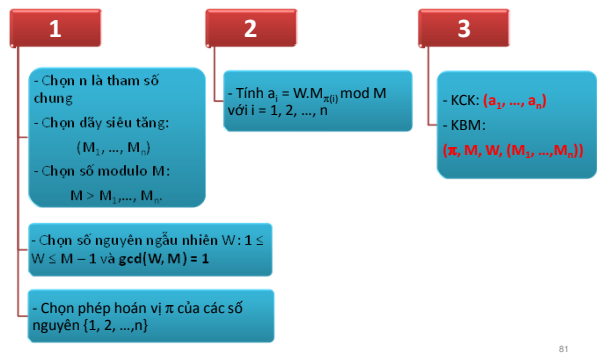 1
- Chọn n là tham số
chung
- Chọn dãy siêu tăng:
(M1, ..., Mn)
- Chọn số modulo M:
M > M1,..., Mn.
- Chọn số nguyên ngẫu nhiên W: 1 ≤
W ≤ M – 1 và gcd(W, M) = 1
- Chọn phép hoán vị π của các số
nguyên {1, 2, ...,n}
2
- Tính ai = W.Mπ(i) mod M
với i = 1, 2, ..., n
3
- KCK: (a1, ..., an)
- KBM:
(π, M, W, (M1, ...,Mn))
81